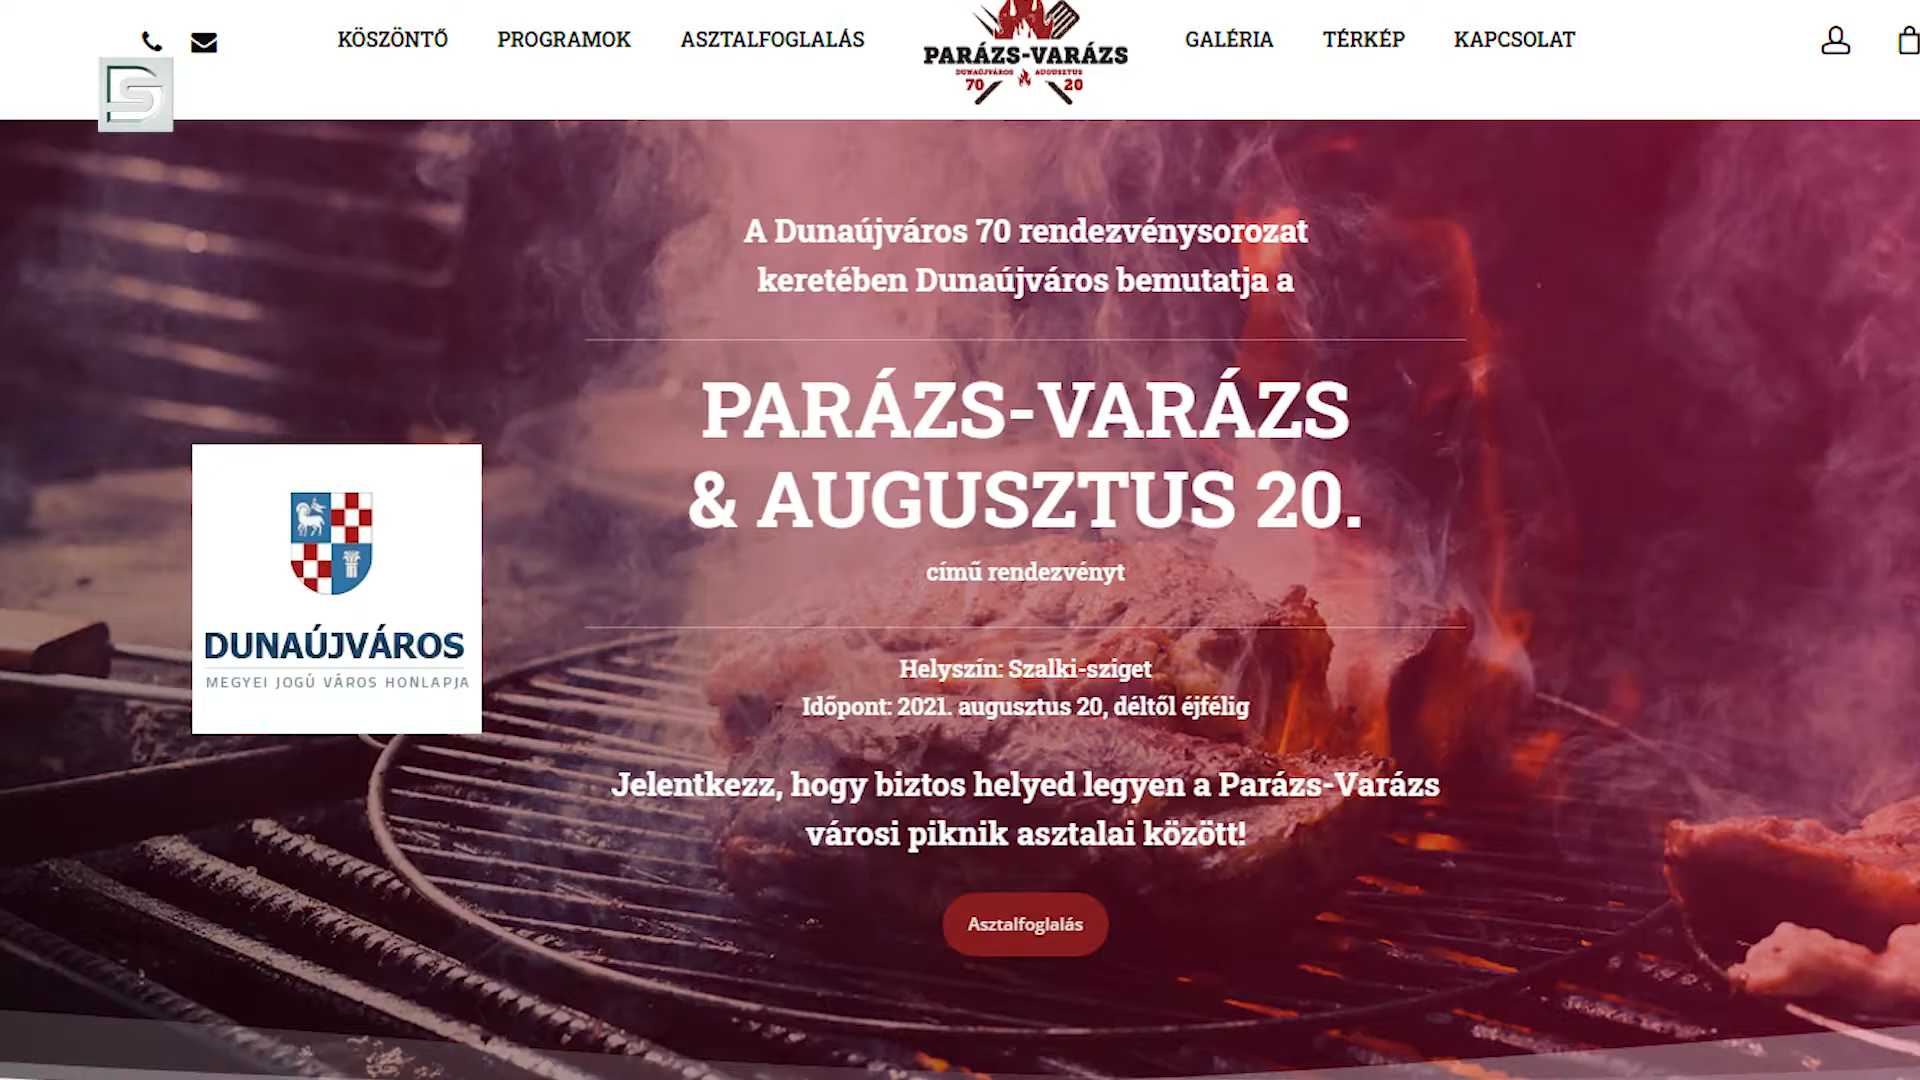 KÖSZÖNTŐ PROGRAMOK ASZTALFOGLALÁS
PARÁZS-VARÁZS
DUNAÚJVÁROS AUGUSZTUS
70 20
GALÉRIA TÉRKÉP KAPCSOLAT
A Dunaújváros 70 rendezvénysorozat
keretében Dunaújváros bemutatja a
PARÁZS-VARÁZS
& AUGUSZTUS 20.
című rendezvényt
DUNAÚJVÁROS
MEGYEI JOGÚ VÁROS HONLAPJA
Helyszín: Szalki-sziget
Időpont: 2021. augusztus 20, déltől éjfélig
Jelentkezz, hogy biztos helyed legyen a Parázs-Varázs
városi piknik asztalai között!
Asztalfoglalás